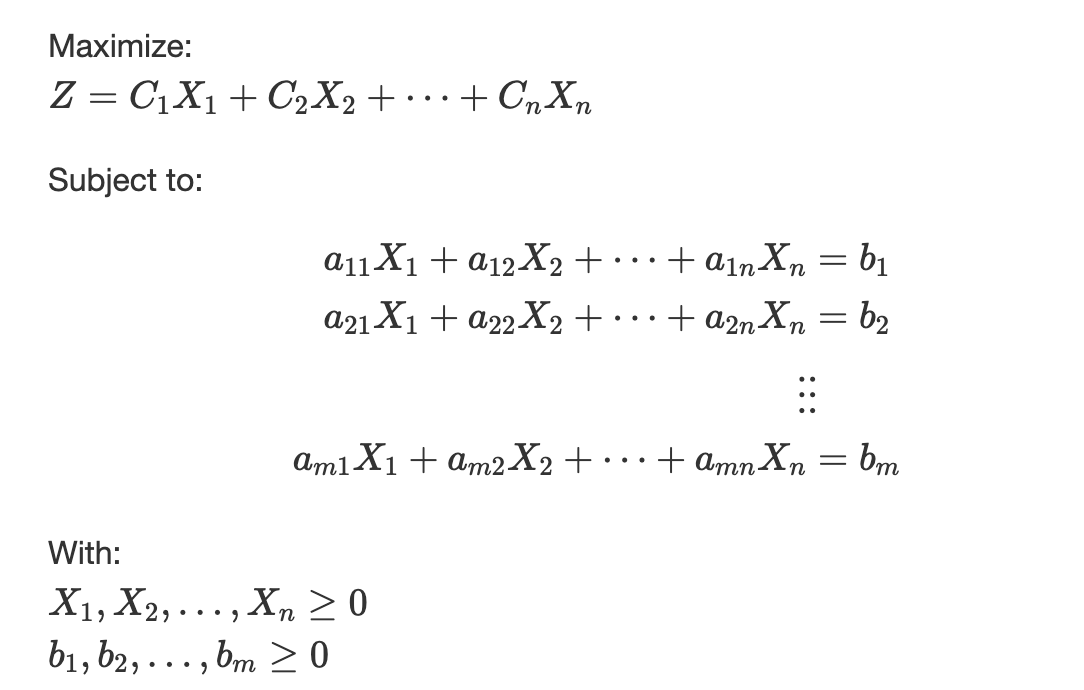 Maximize:
Z = C₁X₁ + C₂X₂ + ⋯ + CₙXₙ
Subject to:
a₁₁X₁ + a₁₂X₂ + ⋯ + a₁ₙXₙ = b₁
a₂₁X₁ + a₂₂X₂ + ⋯ + a₂ₙXₙ = b₂
⋮⋮
aₘ₁X₁ + aₘ₂X₂ + ⋯ + aₘₙXₙ = bₘ
With:
X₁, X₂, …, Xₙ ≥ 0
b₁, b₂, …, bₘ ≥ 0